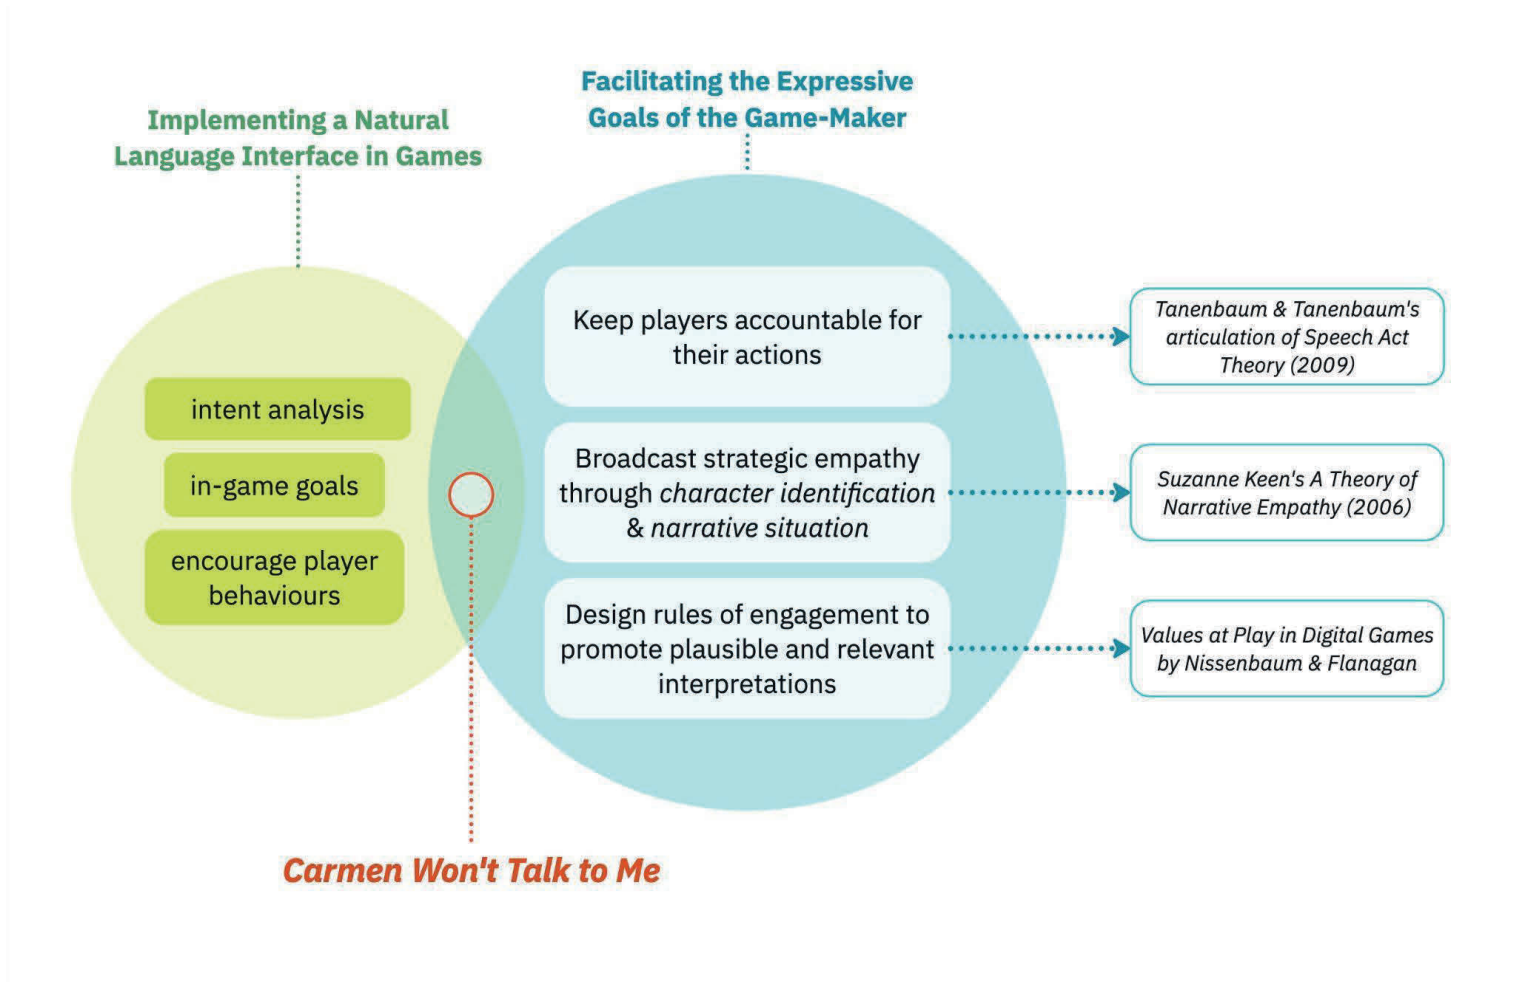 Implementing a Natural
Language Interface in Games
Facilitating the Expressive
Goals of the Game-Maker
intent analysis
in-game goals
encourage player
behaviours
Keep players accountable for
their actions
Broadcast strategic empathy
through character identification
& narrative situation
Design rules of engagement to
promote plausible and relevant
interpretations
Tanenbaum & Tanenbaum's
articulation of Speech Act
Theory (2009)
Suzanne Keen's A Theory of
Narrative Empathy (2006)
Values at Play in Digital Games
by Nissenbaum & Flanagan
Carmen Won't Talk to Me